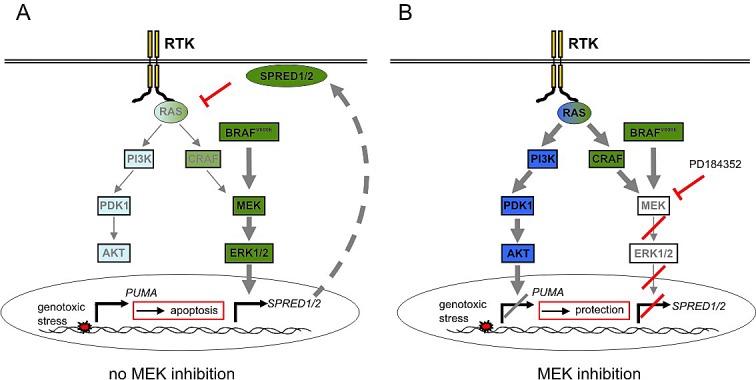 A
RTK
SPRED1/2
RAS
BRAFV600E
PI3K
CRAF
PDK1
MEK
AKT
ERK1/2
PUMA
SPRED1/2
genotoxic
stress
apoptosis
no MEK inhibition
B
RTK
RAS
BRAFV600E
PI3K
CRAF
PD184352
PDK1
MEK
AKT
ERK1/2
PUMA
SPRED1/2
genotoxic
stress
protection
MEK inhibition